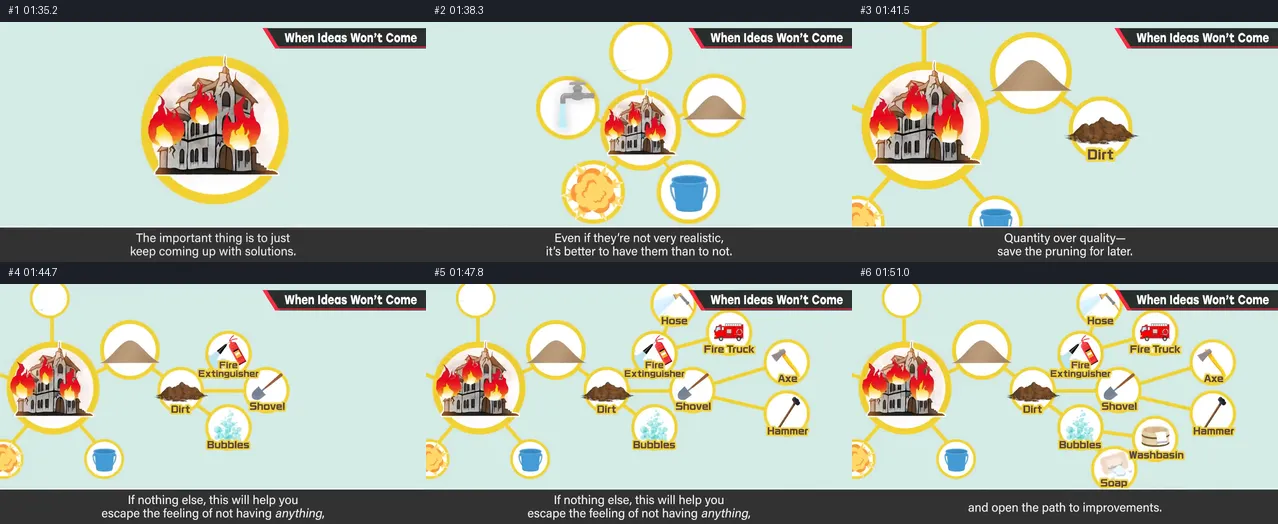 #1 01:35.2
When Ideas Won't Come
The important thing is to just
keep coming up with solutions.
#2 01:38.3
When Ideas Won't Come
Even if they're not very realistic,
it's better to have them than to not.
#3 01:41.5
When Ideas Won't Come
Dirt
Quantity over quality—
save the pruning for later.
#4 01:44.7
When Ideas Won't Come
Fire
Extinguisher
Dirt
Shovel
Bubbles
If nothing else, this will help you
escape the feeling of not having anything,
#5 01:47.8
When Ideas Won't Come
Hose
Fire Truck
Fire
Extinguisher
Axe
Dirt
Shovel
Hammer
Bubbles
If nothing else, this will help you
escape the feeling of not having anything,
#6 01:51.0
When Ideas Won't Come
Hose
Fire Truck
Fire
Extinguisher
Axe
Dirt
Shovel
Hammer
Bubbles
Washbasin
Soap
and open the path to improvements.